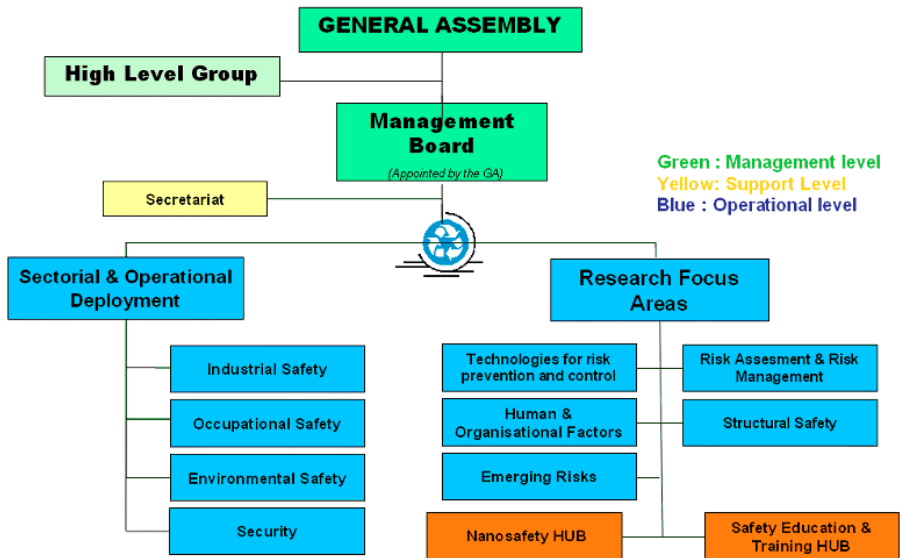 GENERAL ASSEMBLY
High Level Group
Management
Board
(Appointed by the GA)
Green : Management level
Yellow: Support Level
Blue : Operational level
Secretariat
Sectorial & Operational
Deployment
Research Focus
Areas
Industrial Safety
Occupational Safety
Environmental Safety
Security
Technologies for risk
prevention and control
Risk Assesment & Risk
Management
Human &
Organisational Factors
Structural Safety
Emerging Risks
Nanosafety HUB
Safety Education &
Training HUB